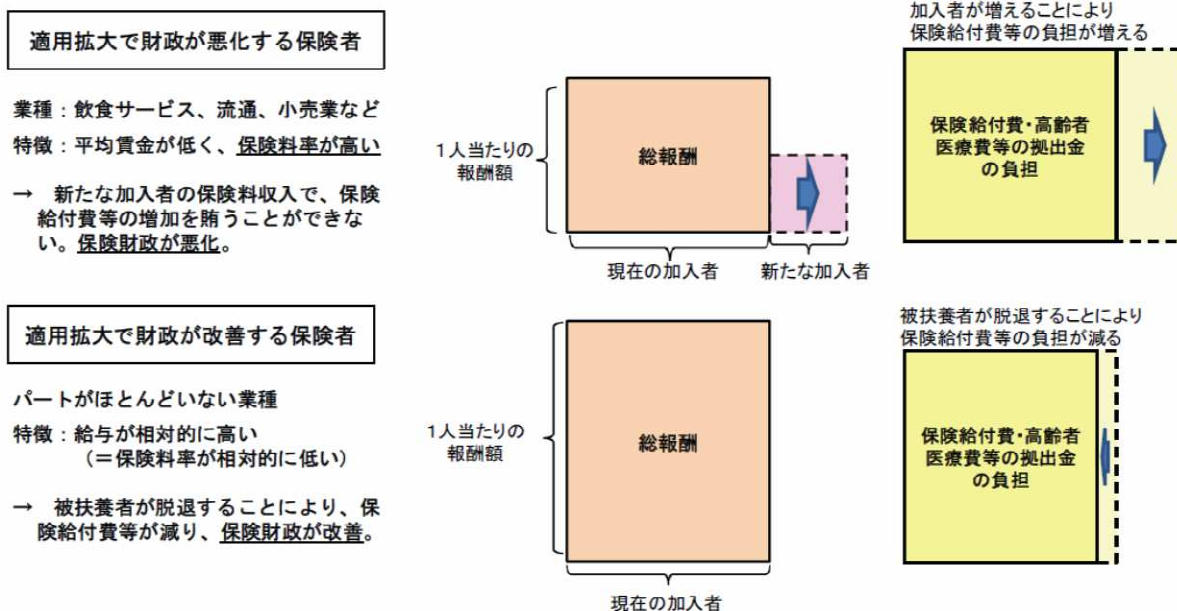 適用拡大で財政が悪化する保険者
業種：飲食サービス、流通、小売業など
特徴：平均賃金が低く、保険料率が高い
→　新たな加入者の保険料収入で、保険
給付費等の増加を賄うことができな
い。保険財政が悪化。
1人当たりの
報酬額
総報酬
現在の加入者
新たな加入者
加入者が増えることにより
保険給付費等の負担が増える
保険給付費・高齢者
医療費等の拠出金
の負担
適用拡大で財政が改善する保険者
パートがほとんどいない業種
特徴：給与が相対的に高い
（＝保険料率が相対的に低い）
→　被扶養者が脱退することにより、保
険給付費等が減り、保険財政が改善。
1人当たりの
報酬額
総報酬
現在の加入者
被扶養者が脱退することにより
保険給付費等の負担が減る
保険給付費・高齢者
医療費等の拠出金
の負担